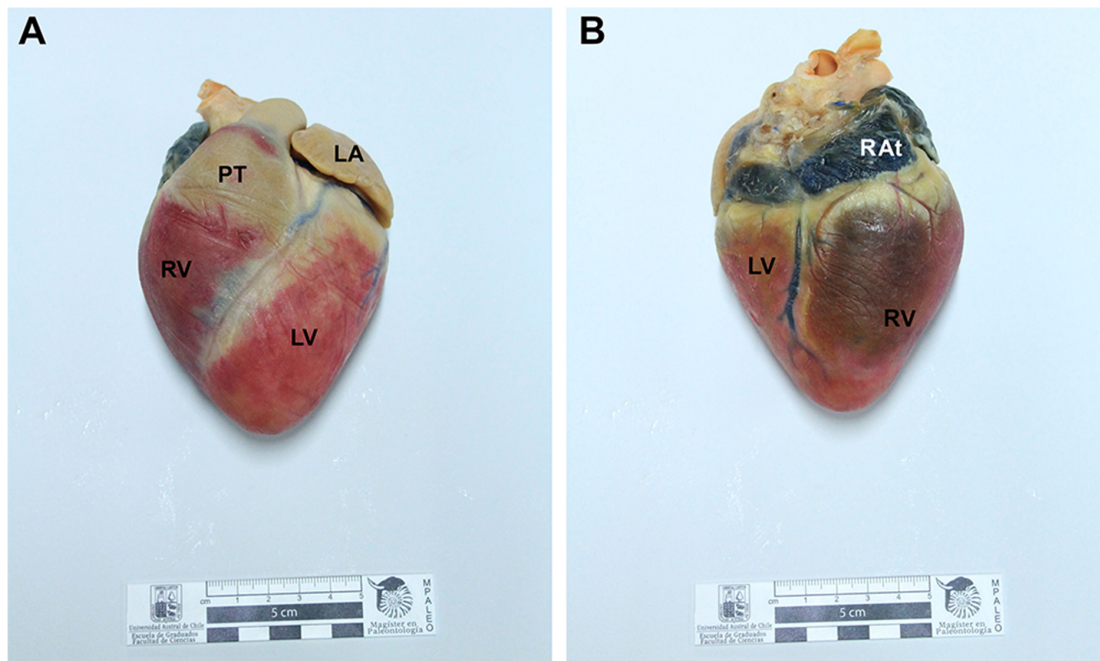 A
PT
LA
RV
LV
cm 1 2 3 4 5
5 cm
Universidad Austral de Chile
Escuela de Graduados
Facultad de Ciencias
Magíster en
Paleontología
MPALEO
B
RAt
LV
RV
cm 1 2 3 4 5
5 cm
Universidad Austral de Chile
Escuela de Graduados
Facultad de Ciencias
Magíster en
Paleontología
MPALEO